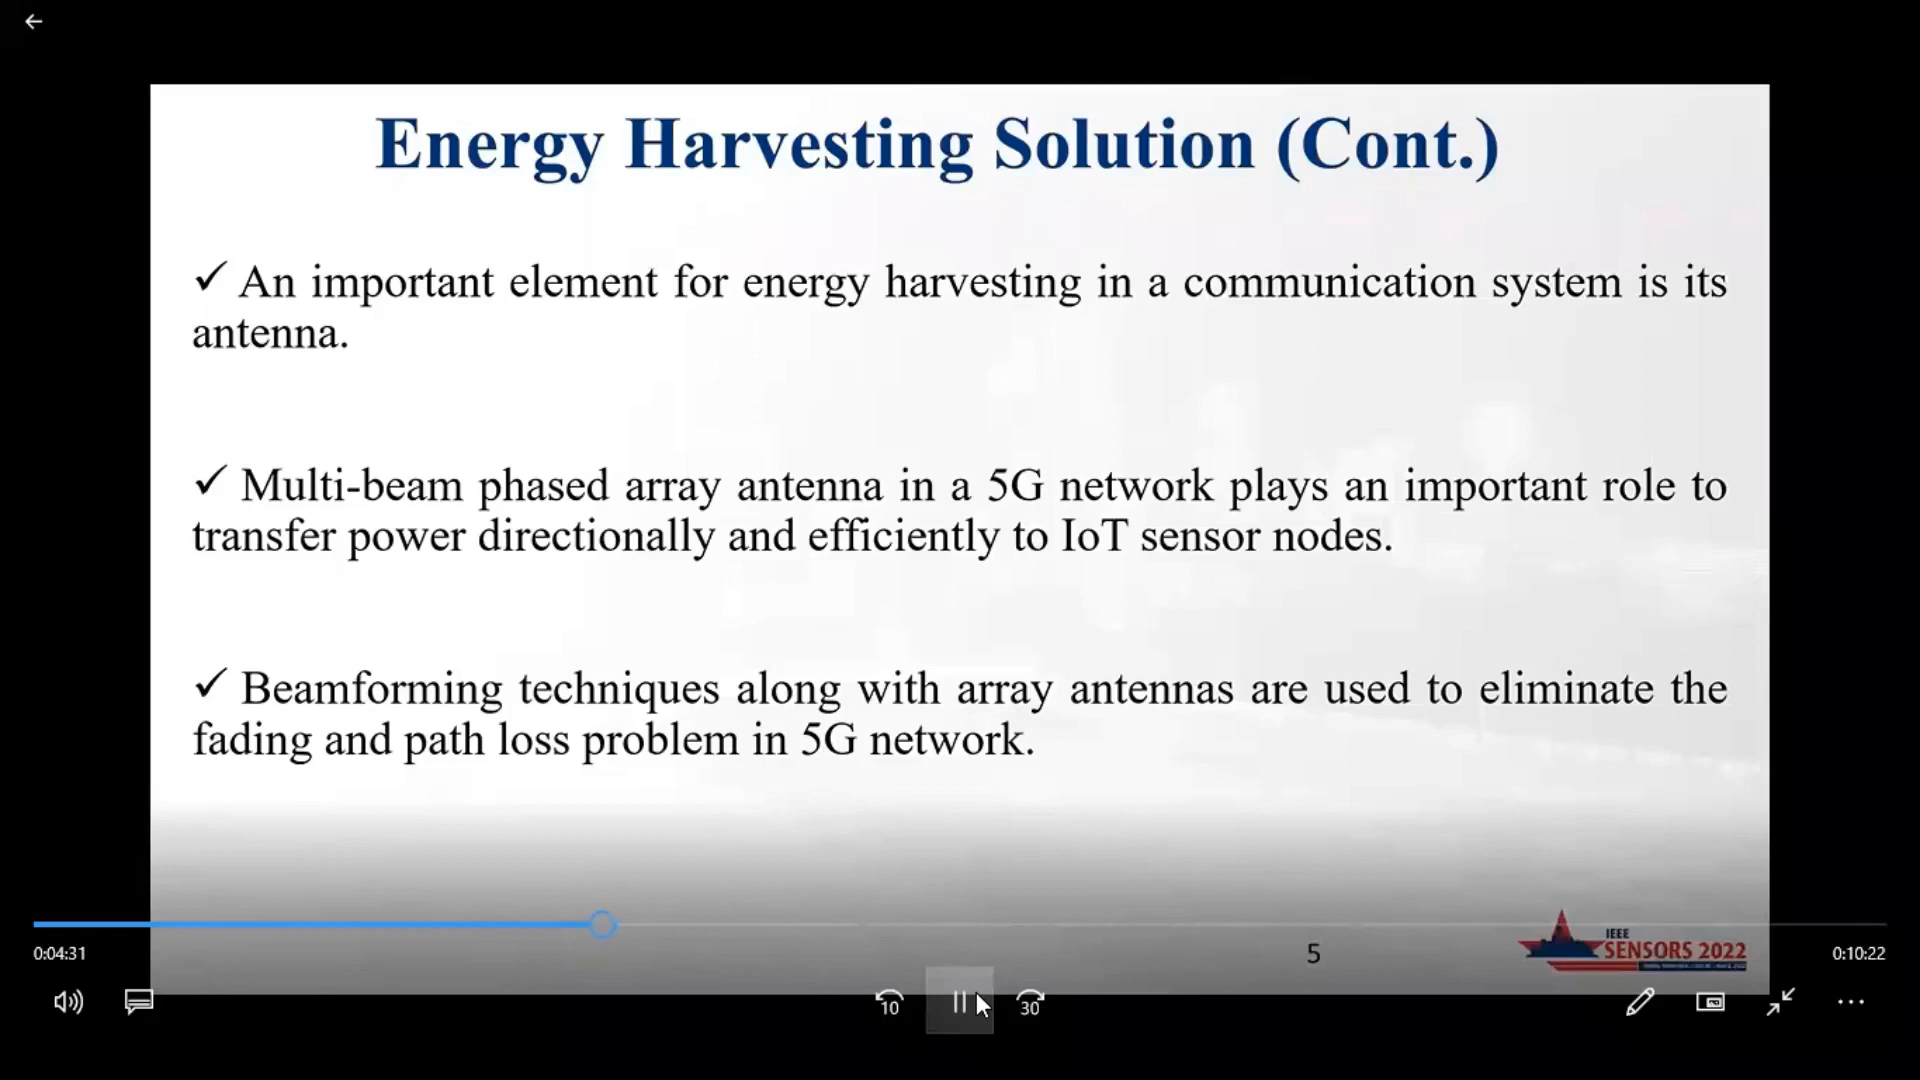 Energy Harvesting Solution (Cont.)
✓ An important element for energy harvesting in a communication system is its
antenna.
✓ Multi-beam phased array antenna in a 5G network plays an important role to
transfer power directionally and efficiently to IoT sensor nodes.
✓ Beamforming techniques along with array antennas are used to eliminate the
fading and path loss problem in 5G network.
0:04:31
5
IEEE
SENSORS 2022
0:10:22
10
30